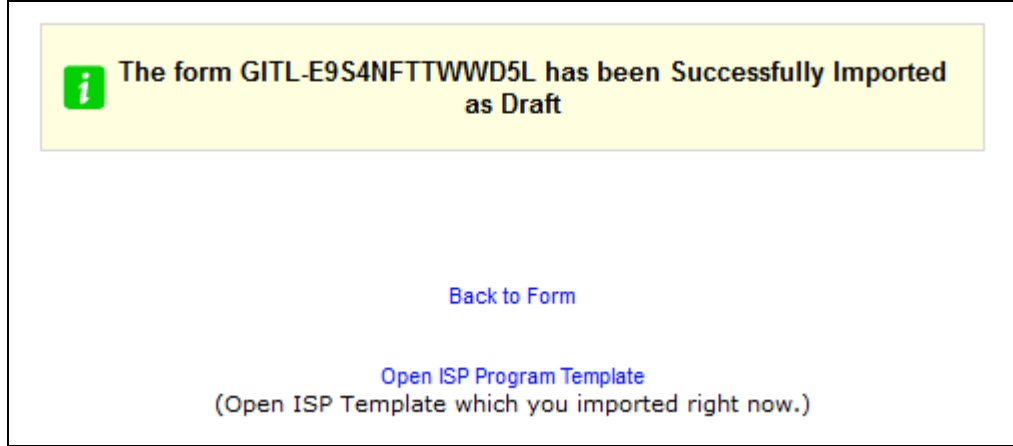 The form GITL-E9S4NFTTWWD5L has been Successfully Imported
as Draft
Back to Form
Open ISP Program Template
(Open ISP Template which you imported right now.)